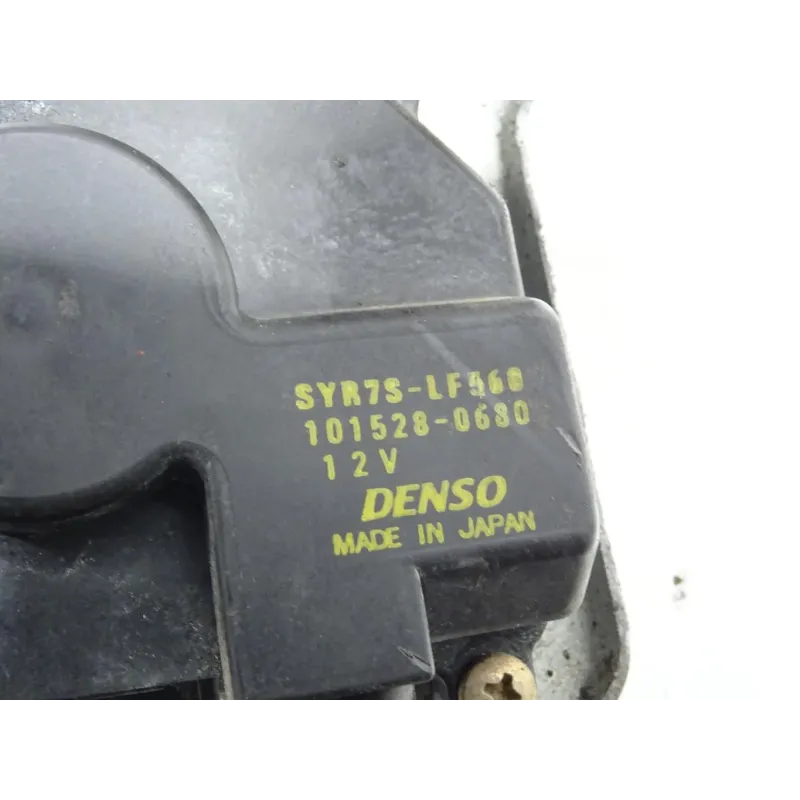 SYR7S-LF560
101528-0680
12V
DENSO
MADE IN JAPAN